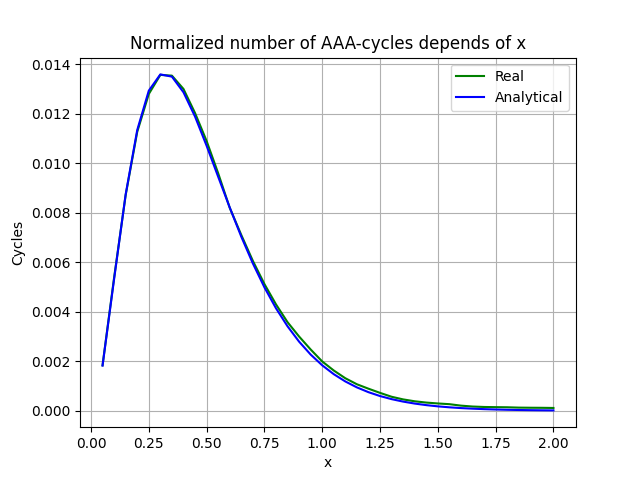 Normalized number of AAA-cycles depends of x
Real
Analytical
Cycles
0.014
0.012
0.010
0.008
0.006
0.004
0.002
0.000
0.00 0.25 0.50 0.75 1.00 1.25 1.50 1.75 2.00
x